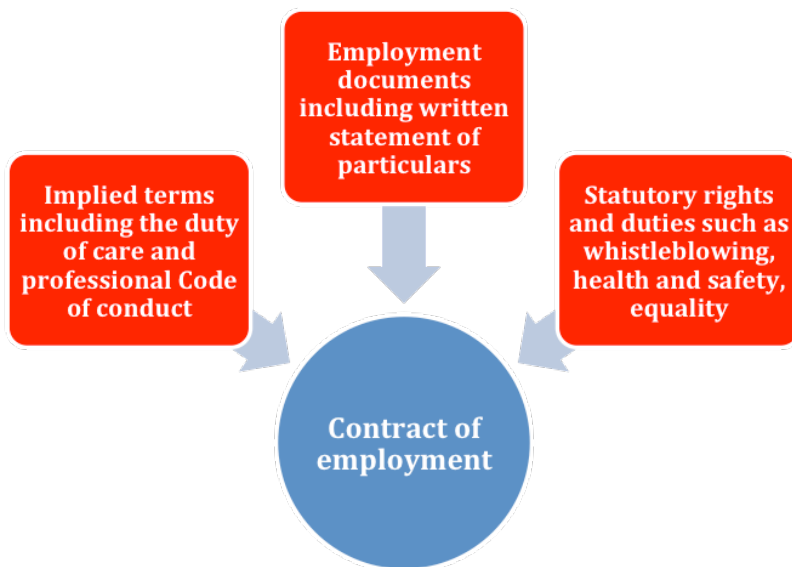 Employment
documents
including written
statement of
particulars
Implied terms
including the duty
of care and
professional Code
of conduct
Statutory rights
and duties such as
whistleblowing,
health and safety,
equality
Contract of
employment